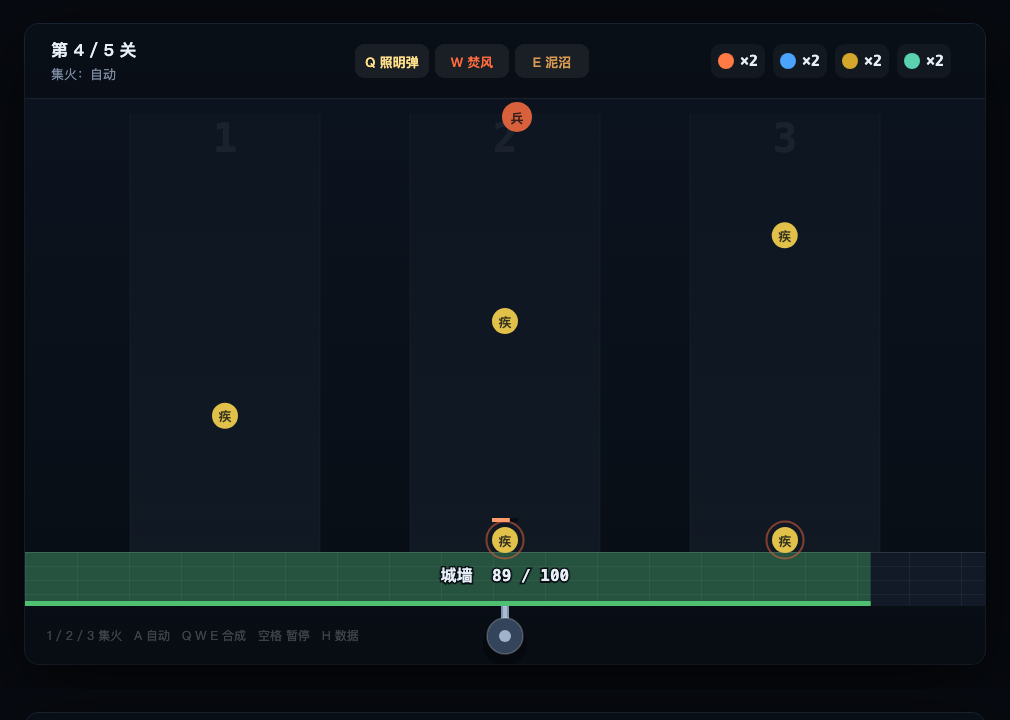 第 4 / 5 关
集火: 自动
Q 照明弹 W 焚风 E 泥沼
×2 ×2 ×2 ×2
1 2 3
兵
疾
疾
疾
疾 疾
城墙 89 / 100
1 / 2 / 3 集火 A 自动 Q W E 合成 空格 暂停 H 数据